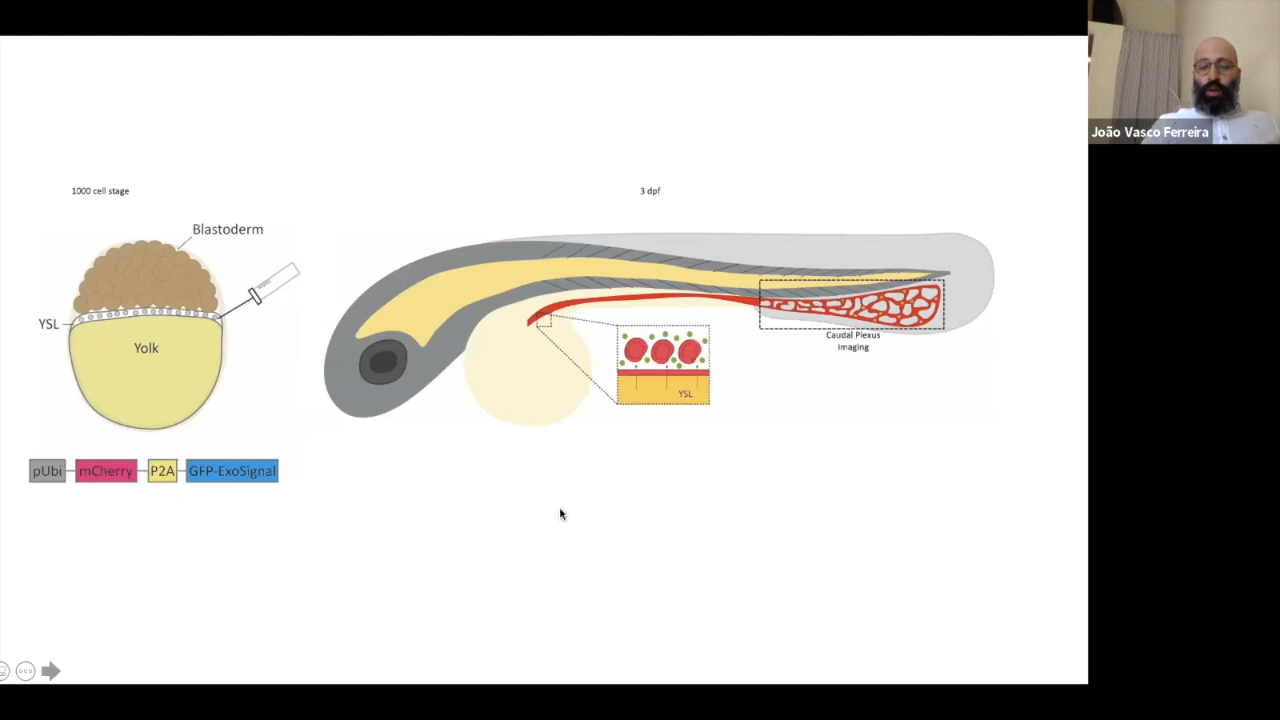 João Vasco Ferreira
1000 cell stage
3 dpf
Blastoderm
YSL
Yolk
Caudal Plexus
Imaging
YSL
pUbi mCherry P2A GFP-ExoSignal